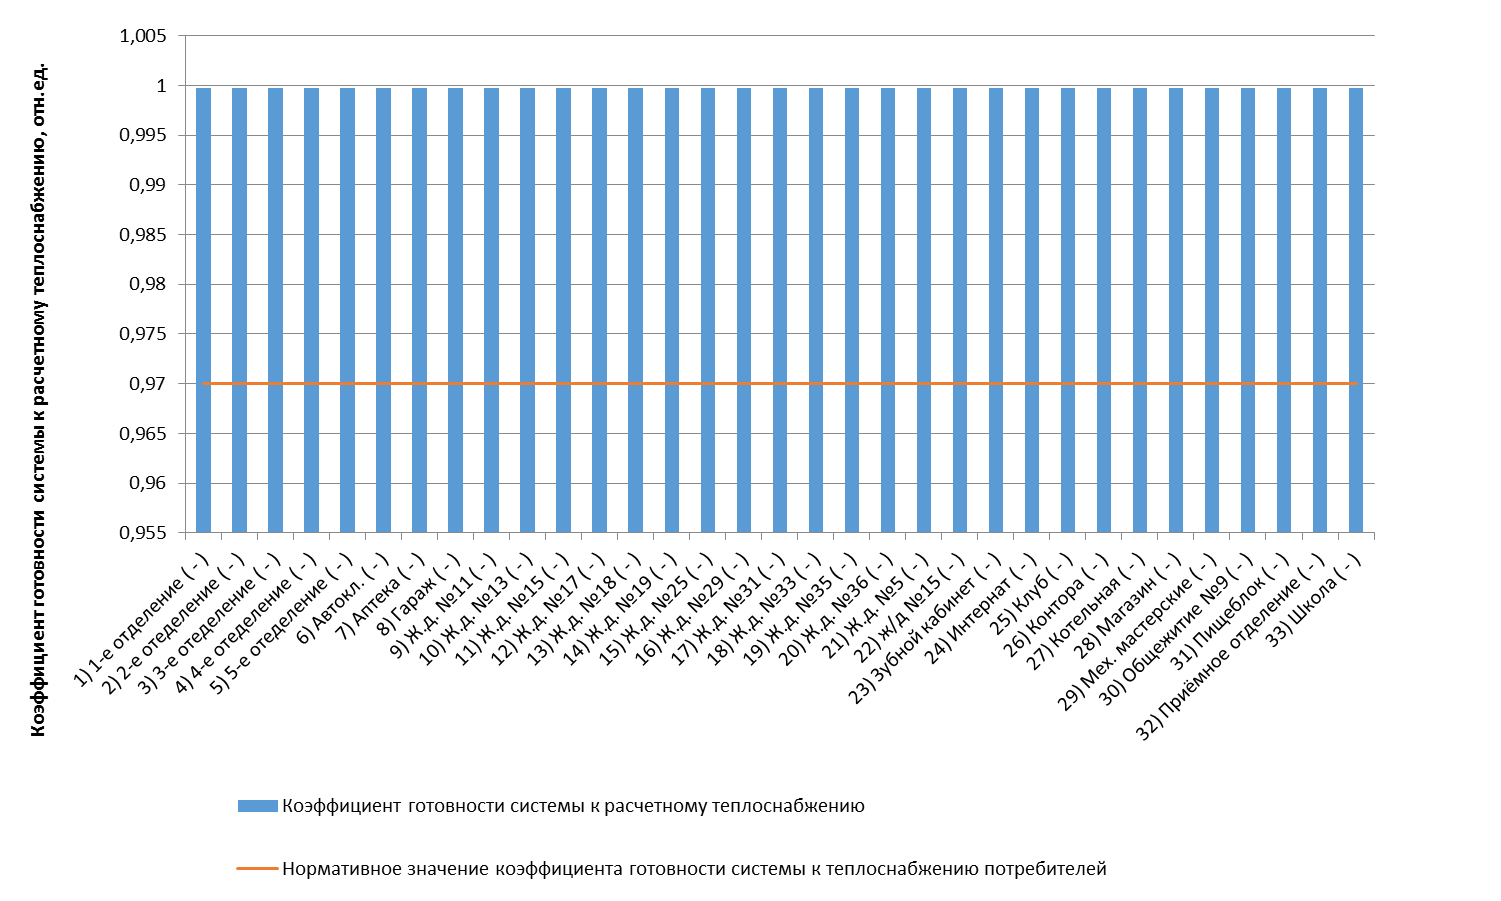 Коэффициент готовности системы к расчетному теплоснабжению, отн.ед.
1,005
1
0,995
0,99
0,985
0,98
0,975
0,97
0,965
0,96
0,955
1) 1-е отделение ( - )
2) 2-е отеделение ( - )
3) 3-е отеделение ( - )
4) 4-е отеделение ( - )
5) 5-е отеделение ( - )
6) Автокл. ( - )
7) Аптека ( - )
8) Гараж ( - )
9) Ж.д. №11 ( - )
10) Ж.д. №13 ( - )
11) Ж.д. №15 ( - )
12) Ж.д. №17 ( - )
13) Ж.д. №18 ( - )
14) Ж.д. №19 ( - )
15) Ж.д. №25 ( - )
16) Ж.д. №29 ( - )
17) Ж.д. №31 ( - )
18) Ж.д. №33 ( - )
19) Ж.д. №35 ( - )
20) Ж.д. №36 ( - )
21) Ж.д. №5 ( - )
22) ж/д №15 ( - )
23) Зубной кабинет ( - )
24) Интернат ( - )
25) Клуб ( - )
26) Контора ( - )
27) Котельная ( - )
28) Магазин ( - )
29) Мех. мастерские ( - )
30) Общежитие №9 ( - )
31) Пищеблок ( - )
32) Приёмное отделение ( - )
33) Школа ( - )
Коэффициент готовности системы к расчетному теплоснабжению
Нормативное значение коэффициента готовности системы к теплоснабжению потребителей